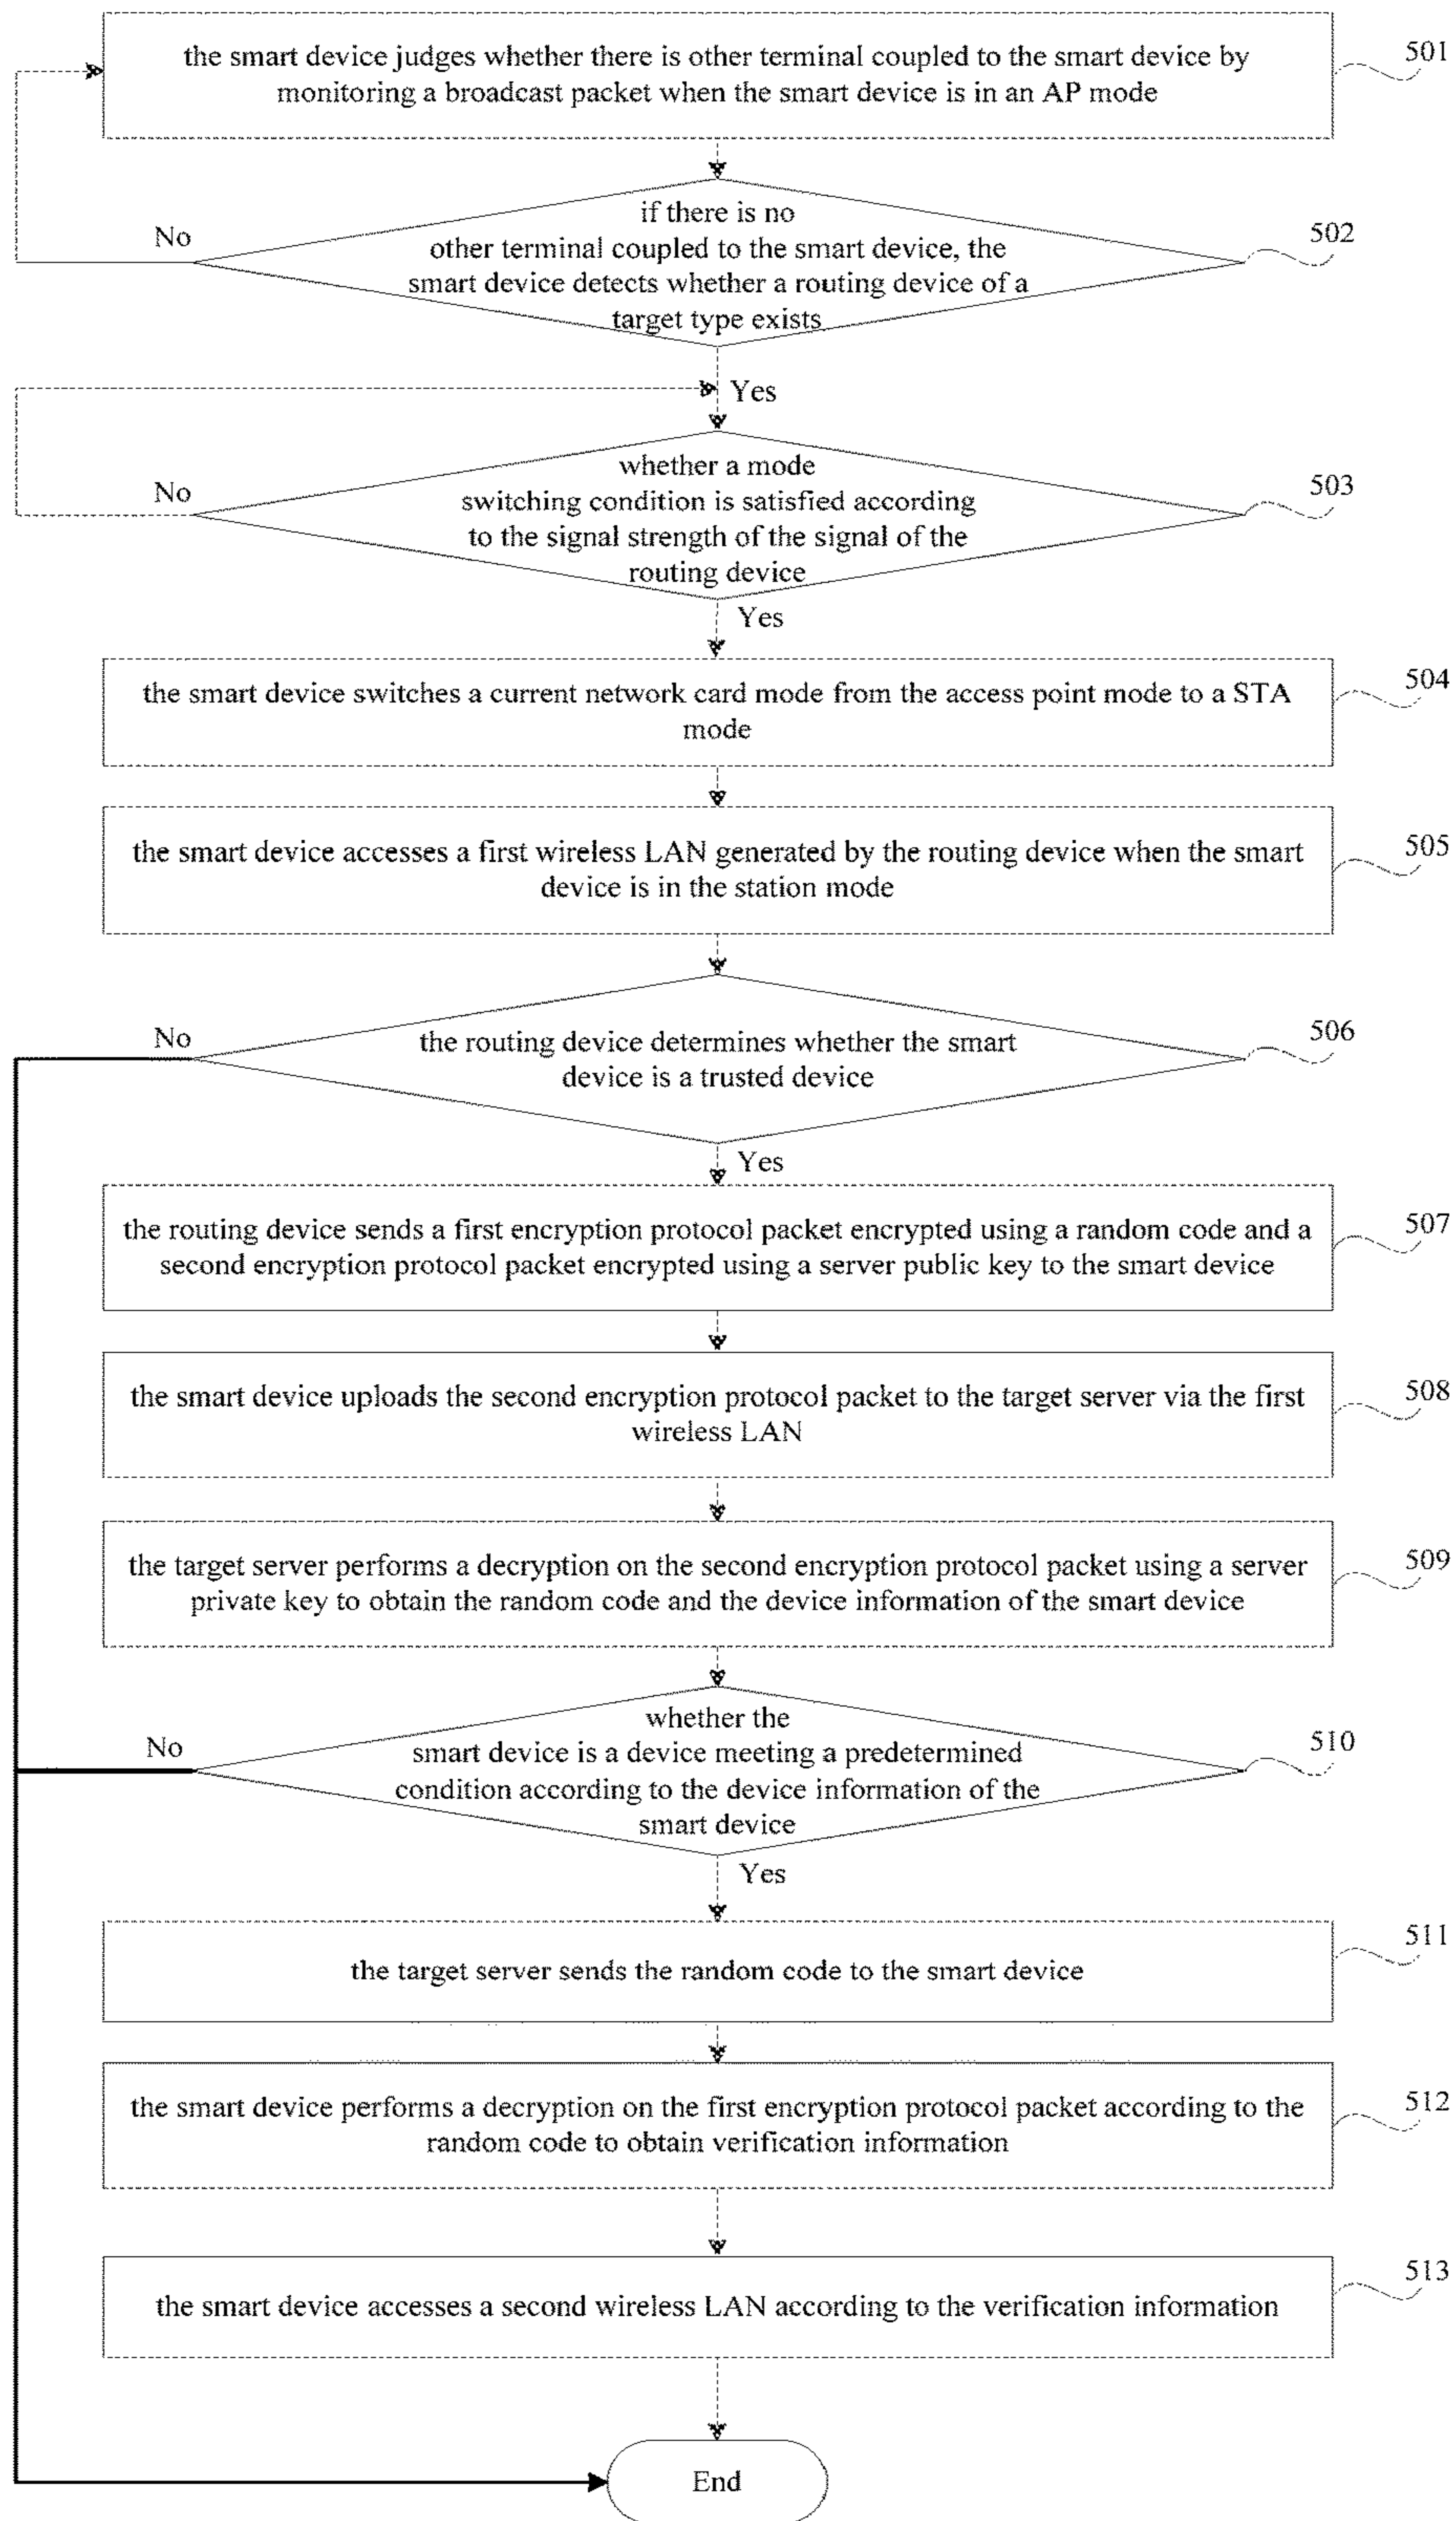 the smart device judges whether there is other terminal coupled to the smart device by
monitoring a broadcast packet when the smart device is in an AP mode
501
if there is no
other terminal coupled to the smart device, the
smart device detects whether a routing device of a
target type exists
502
No
Yes
whether a mode
switching condition is satisfied according
to the signal strength of the signal of the
routing device
503
No
Yes
the smart device switches a current network card mode from the access point mode to a STA
mode
504
the smart device accesses a first wireless LAN generated by the routing device when the smart
device is in the station mode
505
the routing device determines whether the smart
device is a trusted device
506
No
Yes
the routing device sends a first encryption protocol packet encrypted using a random code and a
second encryption protocol packet encrypted using a server public key to the smart device
507
the smart device uploads the second encryption protocol packet to the target server via the first
wireless LAN
508
the target server performs a decryption on the second encryption protocol packet using a server
private key to obtain the random code and the device information of the smart device
509
whether the
smart device is a device meeting a predetermined
condition according to the device information of the
smart device
510
No
Yes
the target server sends the random code to the smart device
511
the smart device performs a decryption on the first encryption protocol packet according to the
random code to obtain verification information
512
the smart device accesses a second wireless LAN according to the verification information
513
End